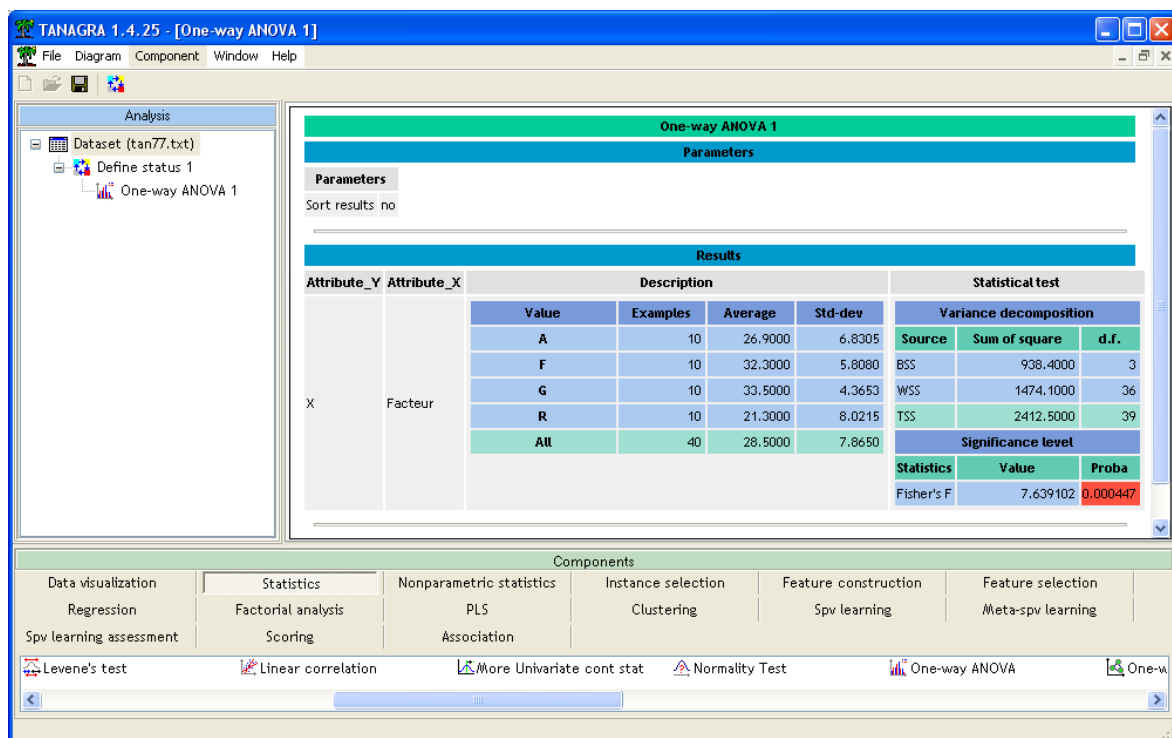 TANAGRA 1.4.25 - [One-way ANOVA 1]
File Diagram Component Window Help
Analysis
Dataset (tan77.txt)
Define status 1
One-way ANOVA 1
One-way ANOVA 1
Parameters
Parameters
Sort results no
Results
Attribute_Y Attribute_X Description Statistical test
Value Examples Average Std-dev
A 10 26.9000 6.8305
F 10 32.3000 5.8080
G 10 33.5000 4.3653
R 10 21.3000 8.0215
All 40 28.5000 7.8650
X Facteur
Variance decomposition
Source Sum of square d.f.
BSS 938.4000 3
WSS 1474.1000 36
TSS 2412.5000 39
Significance level
Statistics Value Proba
Fisher's F 7.639102 0.000447
Components
Data visualization Statistics Nonparametric statistics Instance selection Feature construction Feature selection
Regression Factorial analysis PLS Clustering Spv learning Meta-spv learning
Spv learning assessment Scoring Association
Levene's test Linear correlation More Univariate cont stat Normality Test One-way ANOVA One-w